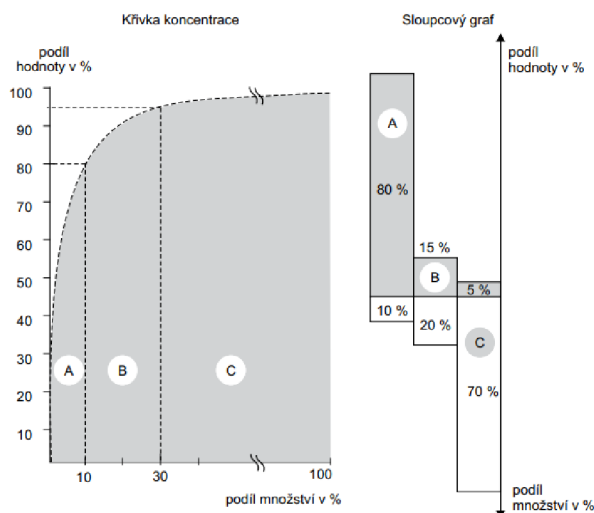 Křivka koncentrace
podíl
hodnoty v %
100
90
80
70
60
50
40
30
20
10
A
B
C
10
30
100
podíl množství v %
Sloupcový graf
podíl
hodnoty v %
A
80 %
15 %
B
5 %
10 %
20 %
C
70 %
podíl
množství v %